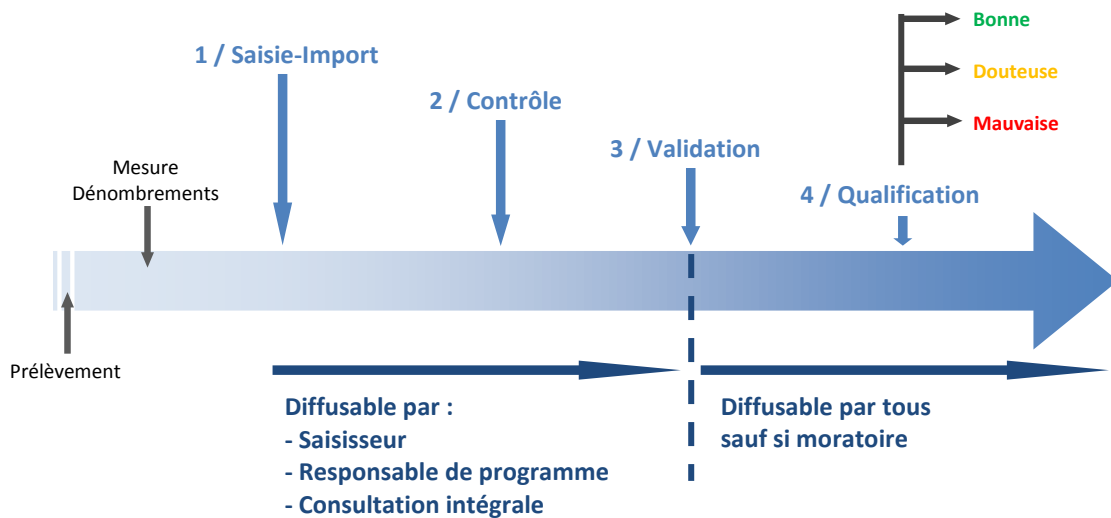 Bonne
1 / Saisie-Import
Douteuse
2 / Contrôle
Mauvaise
3 / Validation
Mesure
Dénombrements
4 / Qualification
Prélèvement
Diffusable par :
- Saisisseur
- Responsable de programme
- Consultation intégrale
Diffusable par tous
sauf si moratoire